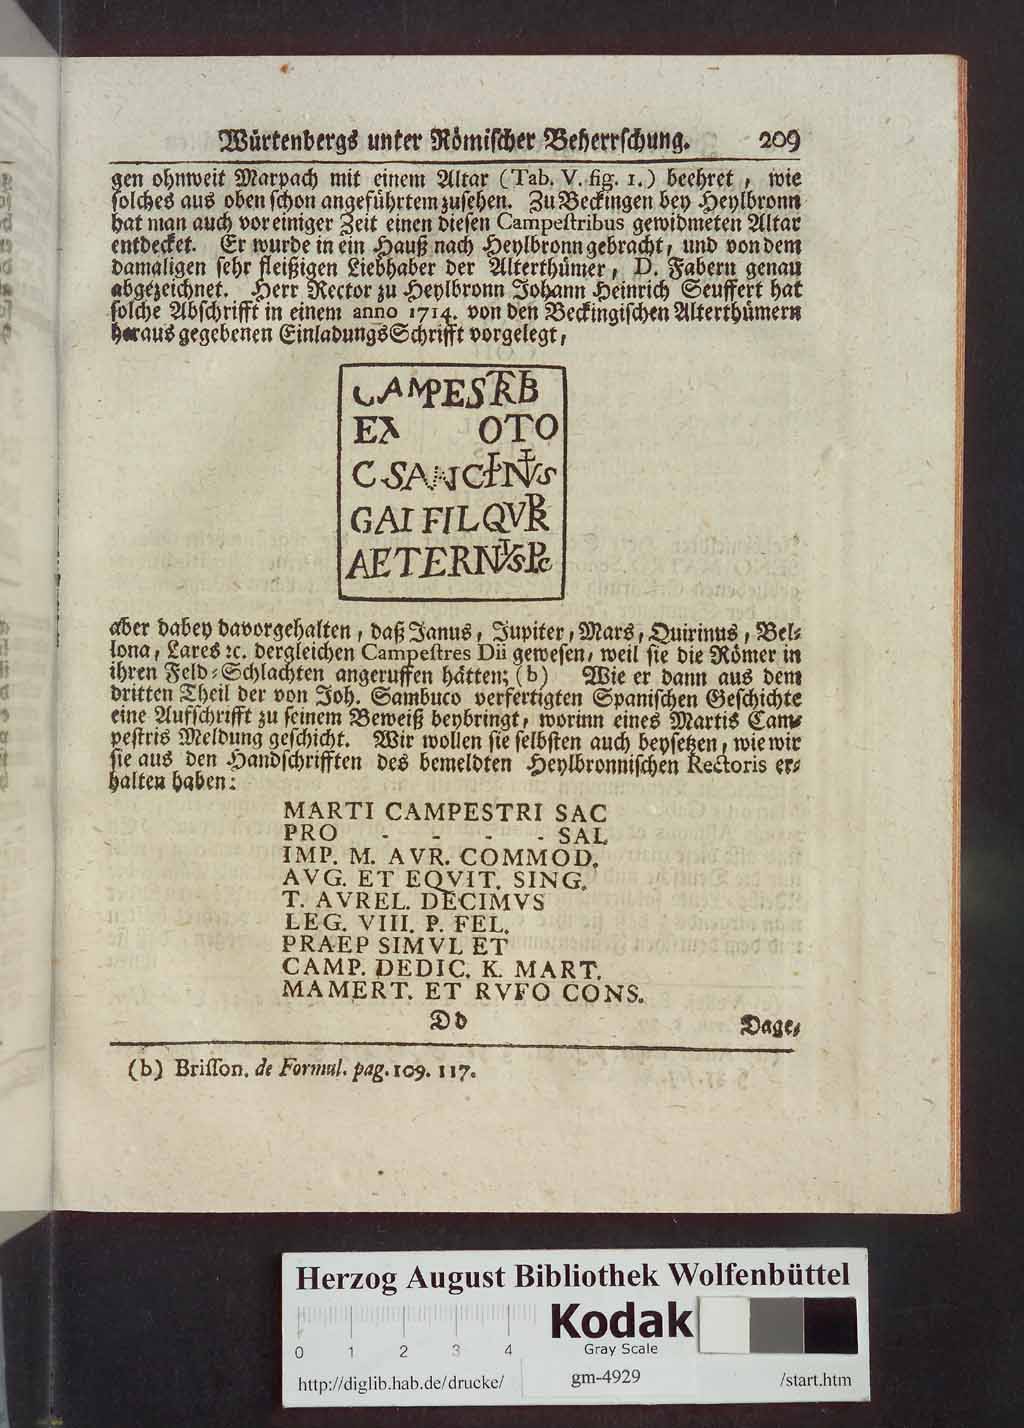 Würtenbergs unter Römischer Beherrschung. 209
gen ohnweit Marpach mit einem Altar (Tab. V. fig. 1.) beehret, wie
solches aus oben schon angeführtem zusehen. Zu Beckingen bey Heylbronn
hat man auch vor einiger Zeit einen diesen Campestribus gewidmeten Altar
entdecket. Er wurde in ein Hauß nach Heylbronn gebracht, und von dem
damaligen sehr fleißigen Liebhaber der Alterthümer, D. Fabern genau
abgezeichnet. Herr Rector zu Heylbronn Johann Heinrich Seuffert hat
solche Abschrifft in einem anno 1714. von den Beckingischen Alterthümern
heraus gegebenen EinladungsSchrifft vorgelegt,
CAMPESTRIB
EX OTO
C·SANCTINIVS
GAI FIL QVIR
AETERNIVS Pc
aber dabey davorgehalten, daß Janus, Jupiter, Mars, Quirinus, Bel-
lona, Lares ꝛc. dergleichen Campestres Dii gewesen, weil sie die Römer in
ihren Feld-Schlachten angeruffen hätten; (b) Wie er dann aus dem
dritten Theil der von Joh. Sambuco verfertigten Spanischen Geschichte
eine Aufschrifft zu seinem Beweiß beybringt, worinn eines Martis Cam-
pestris Meldung geschicht. Wir wollen sie selbsten auch beysetzen, wie wir
sie aus den Handschrifften des bemeldten Heylbronnischen Rectoris er-
halten haben:
MARTI CAMPESTRI SAC
PRO - - - - SAL
IMP. M. AVR. COMMOD.
AVG. ET EQVIT. SING.
T. AVREL. DECIMVS
LEG. VIII. P. FEL.
PRAEP SIMVL ET
CAMP. DEDIC. K. MART.
MAMERT. ET RVFO CONS.
Dd Dage-
(b) Brisson. de Formul. pag. 109. 117.
Herzog August Bibliothek Wolfenbüttel
Kodak
Gray Scale
0 1 2 3 4
http://diglib.hab.de/drucke/ gm-4929 /start.htm